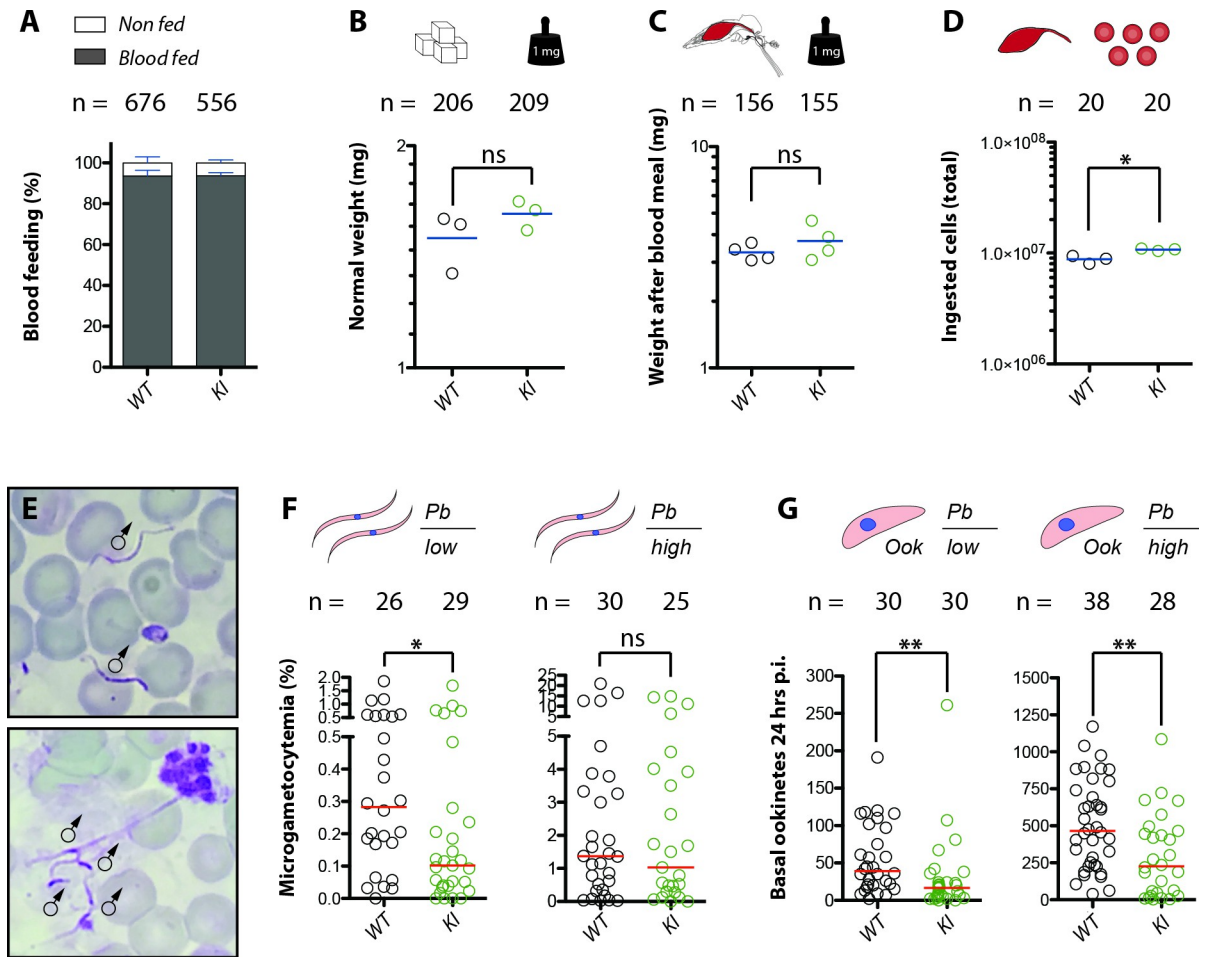 A
Non fed
Blood fed
n = 676 556
Blood feeding (%)
100
80
60
40
20
0
WT KI
B
1 mg
n = 206 209
Normal weight (mg)
ns
2
1
WT KI
C
1 mg
n = 156 155
Weight after blood meal (mg)
ns
10
1
WT KI
D
n = 20 20
Ingested cells (total)
*
1.0×10⁰⁸
1.0×10⁰⁷
1.0×10⁰⁶
WT KI
E
F
Pb
low
n = 26 29
Microgametocytemia (%)
*
2.0
1.5
1.0
0.5
0.5
0.4
0.3
0.2
0.1
0.0
WT KI
Pb
high
n = 30 25
ns
25
20
15
10
5
5
4
3
2
1
0
WT KI
G
Ook
Pb
low
n = 30 30
Basal ookinetes 24 hrs p.i.
**
300
250
200
150
100
50
0
WT KI
Ook
Pb
high
n = 38 28
**
1500
1250
1000
750
500
250
0
WT KI